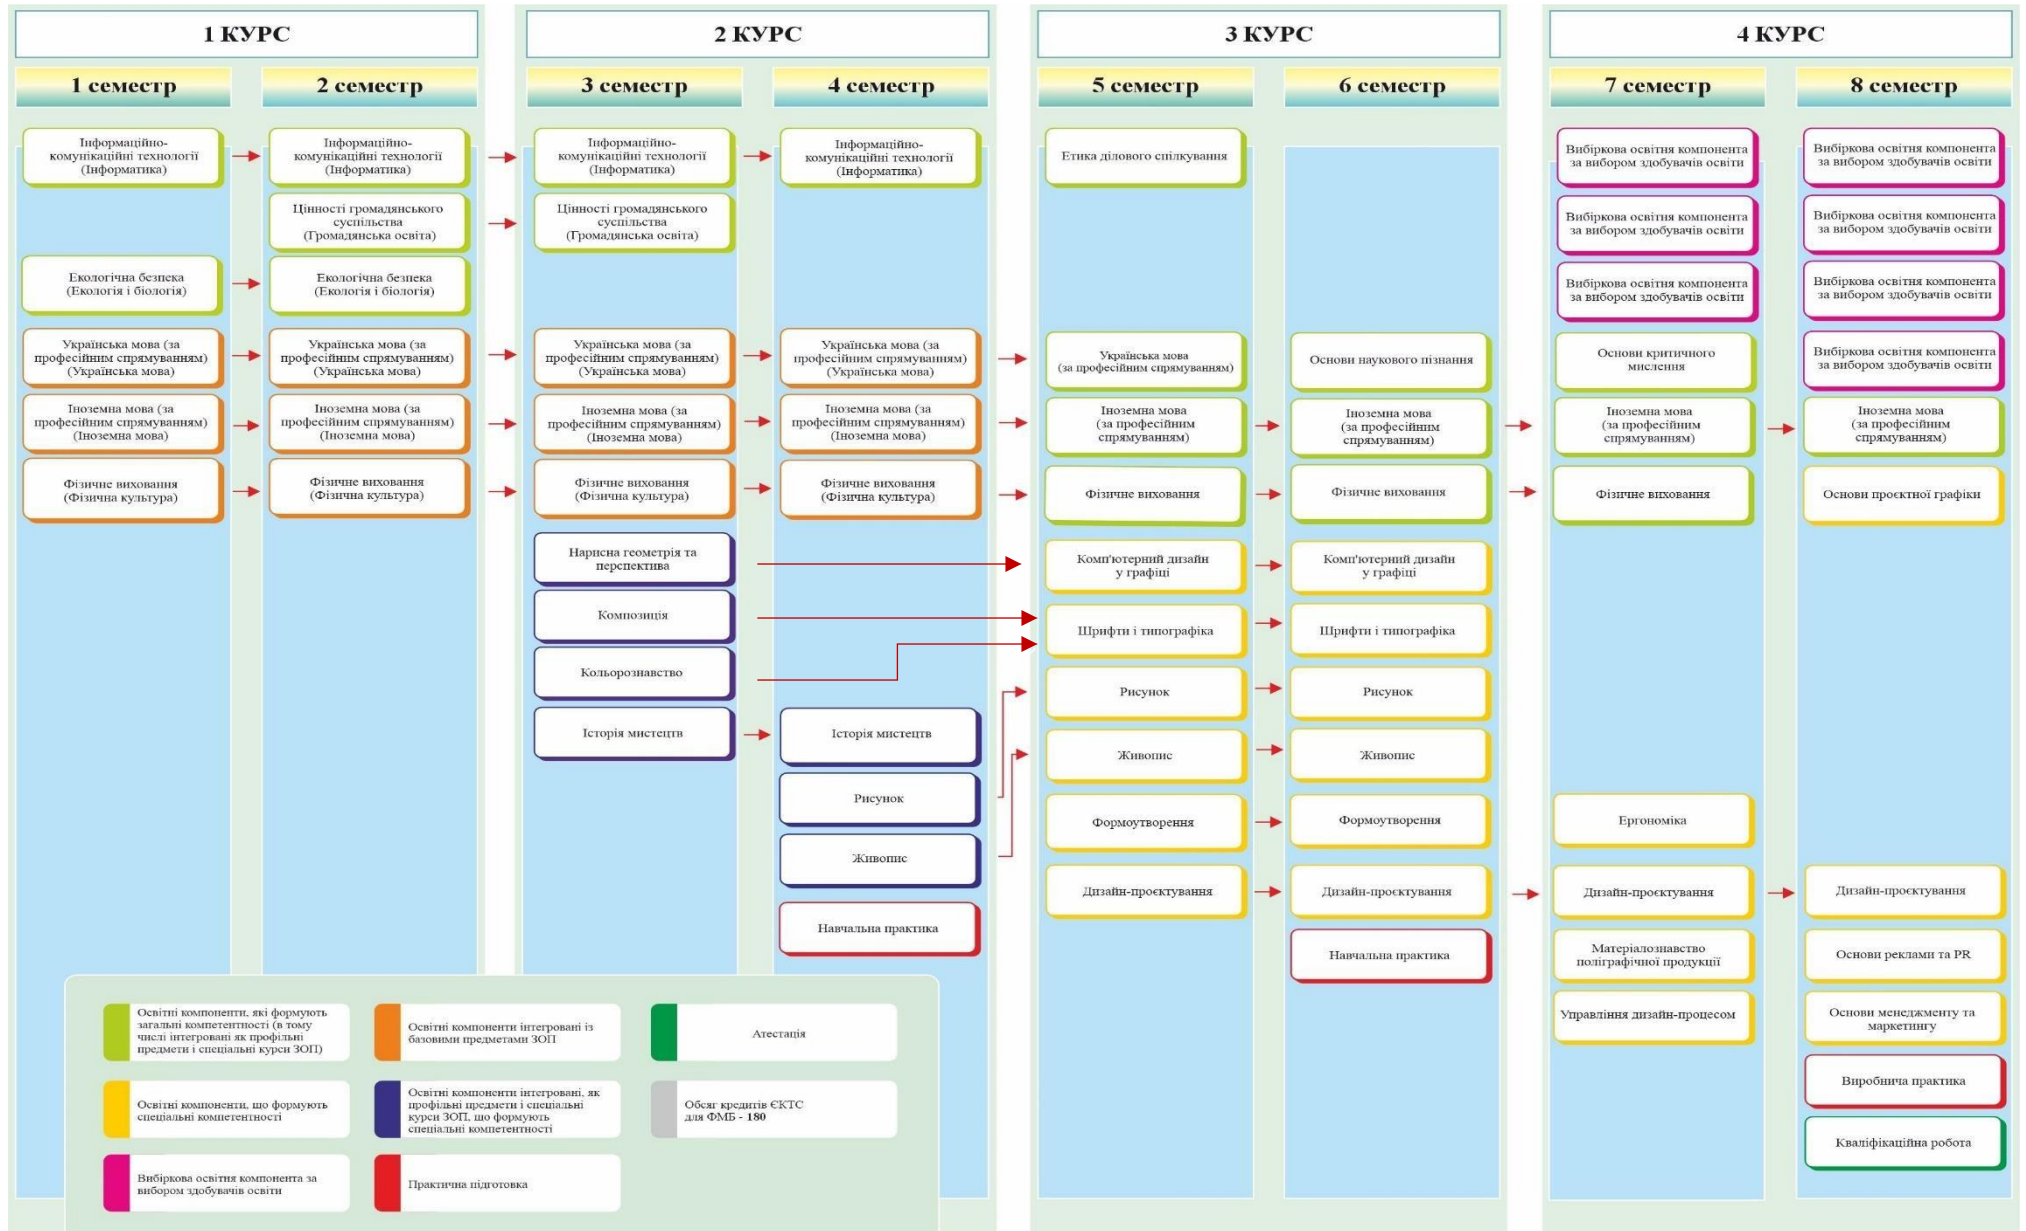 1 КУРС
1 семестр
2 семестр
Інформаційно-
комунікаційні технології
(Інформатика)
Екологічна безпека
(Екологія і біологія)
Українська мова (за
професійним спрямуванням)
(Українська мова)
Іноземна мова (за
професійним спрямуванням)
(Іноземна мова)
Фізичне виховання
(Фізична культура)
Інформаційно-
комунікаційні технології
(Інформатика)
Цінності громадянського
суспільства
(Громадянська освіта)
Екологічна безпека
(Екологія і біологія)
Українська мова (за
професійним спрямуванням)
(Українська мова)
Іноземна мова (за
професійним спрямуванням)
(Іноземна мова)
Фізичне виховання
(Фізична культура)
2 КУРС
3 семестр
4 семестр
Інформаційно-
комунікаційні технології
(Інформатика)
Цінності громадянського
суспільства
(Громадянська освіта)
Українська мова (за
професійним спрямуванням)
(Українська мова)
Іноземна мова (за
професійним спрямуванням)
(Іноземна мова)
Фізичне виховання
(Фізична культура)
Нарисна геометрія та
перспектива
Композиція
Кольорознавство
Історія мистецтв
Інформаційно-
комунікаційні технології
(Інформатика)
Українська мова (за
професійним спрямуванням)
(Українська мова)
Іноземна мова (за
професійним спрямуванням)
(Іноземна мова)
Фізичне виховання
(Фізична культура)
Історія мистецтв
Рисунок
Живопис
Навчальна практика
3 КУРС
5 семестр
6 семестр
Етика ділового спілкування
Українська мова
(за професійним спрямуванням)
Іноземна мова
(за професійним
спрямуванням)
Фізичне виховання
Комп'ютерний дизайн
у графіці
Шрифти і типографіка
Рисунок
Живопис
Формоутворення
Дизайн-проєктування
Основи наукового пізнання
Іноземна мова
(за професійним
спрямуванням)
Фізичне виховання
Комп'ютерний дизайн
у графіці
Шрифти і типографіка
Рисунок
Живопис
Формоутворення
Дизайн-проєктування
Навчальна практика
4 КУРС
7 семестр
8 семестр
Вибіркова освітня компонента
за вибором здобувачів освіти
Вибіркова освітня компонента
за вибором здобувачів освіти
Вибіркова освітня компонента
за вибором здобувачів освіти
Основи критичного
мислення
Іноземна мова
(за професійним
спрямуванням)
Фізичне виховання
Ергономіка
Дизайн-проєктування
Матеріалознавство
поліграфічної продукції
Управління дизайн-процесом
Вибіркова освітня компонента
за вибором здобувачів освіти
Вибіркова освітня компонента
за вибором здобувачів освіти
Вибіркова освітня компонента
за вибором здобувачів освіти
Вибіркова освітня компонента
за вибором здобувачів освіти
Іноземна мова
(за професійним
спрямуванням)
Основи проєктної графіки
Дизайн-проєктування
Основи реклами та PR
Основи менеджменту та
маркетингу
Виробнича практика
Кваліфікаційна робота
Освітні компоненти, які формують
загальні компетентності (в тому
числі інтегровані як профільні
предмети і спеціальні курси ЗОП)
Освітні компоненти, що формують
спеціальні компетентності
Вибіркова освітня компонента за
вибором здобувачів освіти
Освітні компоненти інтегровані із
базовими предметами ЗОП
Освітні компоненти інтегровані, як
профільні предмети і спеціальні
курси ЗОП, що формують
спеціальні компетентності
Практична підготовка
Атестація
Обсяг кредитів ЄКТС
для ФМБ - 180